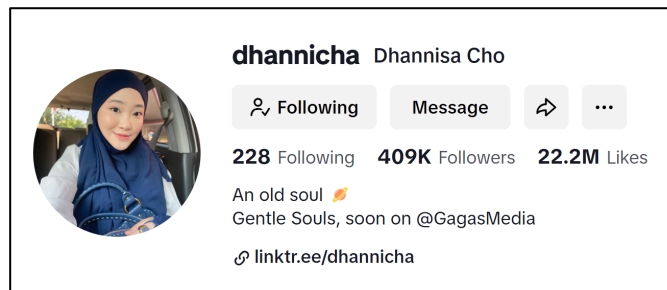 dhannicha Dhannisa Cho
Following Message ...
228 Following 409K Followers 22.2M Likes
An old soul 🪐
Gentle Souls, soon on @GagasMedia
linktr.ee/dhannicha